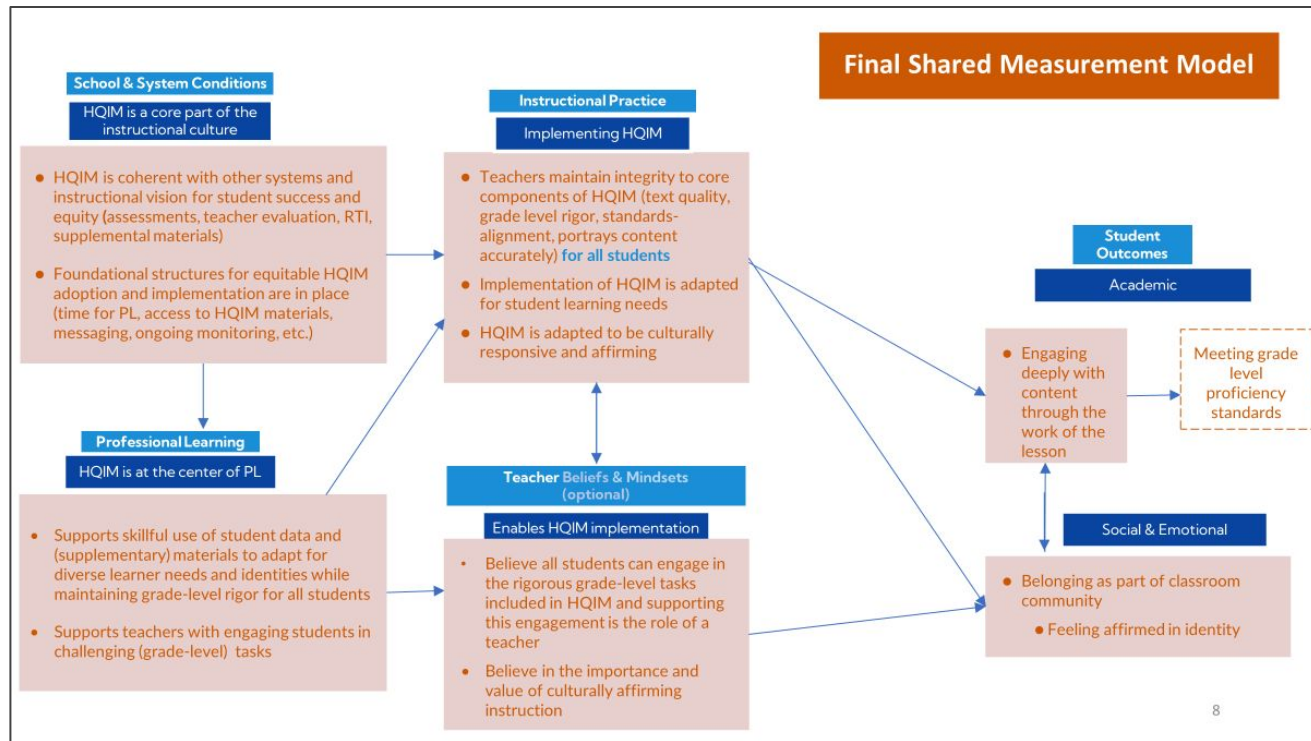 Final Shared Measurement Model
School & System Conditions
HQIM is a core part of the
instructional culture
● HQIM is coherent with other systems and
instructional vision for student success and
equity (assessments, teacher evaluation, RTI,
supplemental materials)
● Foundational structures for equitable HQIM
adoption and implementation are in place
(time for PL, access to HQIM materials,
messaging, ongoing monitoring, etc.)
Professional Learning
HQIM is at the center of PL
• Supports skillful use of student data and
(supplementary) materials to adapt for
diverse learner needs and identities while
maintaining grade-level rigor for all students
• Supports teachers with engaging students in
challenging (grade-level) tasks
Instructional Practice
Implementing HQIM
● Teachers maintain integrity to core
components of HQIM (text quality,
grade level rigor, standards-
alignment, portrays content
accurately) for all students
● Implementation of HQIM is adapted
for student learning needs
● HQIM is adapted to be culturally
responsive and affirming
Teacher Beliefs & Mindsets
(optional)
Enables HQIM implementation
• Believe all students can engage in
the rigorous grade-level tasks
included in HQIM and supporting
this engagement is the role of a
teacher
• Believe in the importance and
value of culturally affirming
instruction
Student
Outcomes
Academic
● Engaging
deeply with
content
through the
work of the
lesson
Meeting grade
level
proficiency
standards
Social & Emotional
● Belonging as part of classroom
community
● Feeling affirmed in identity
8